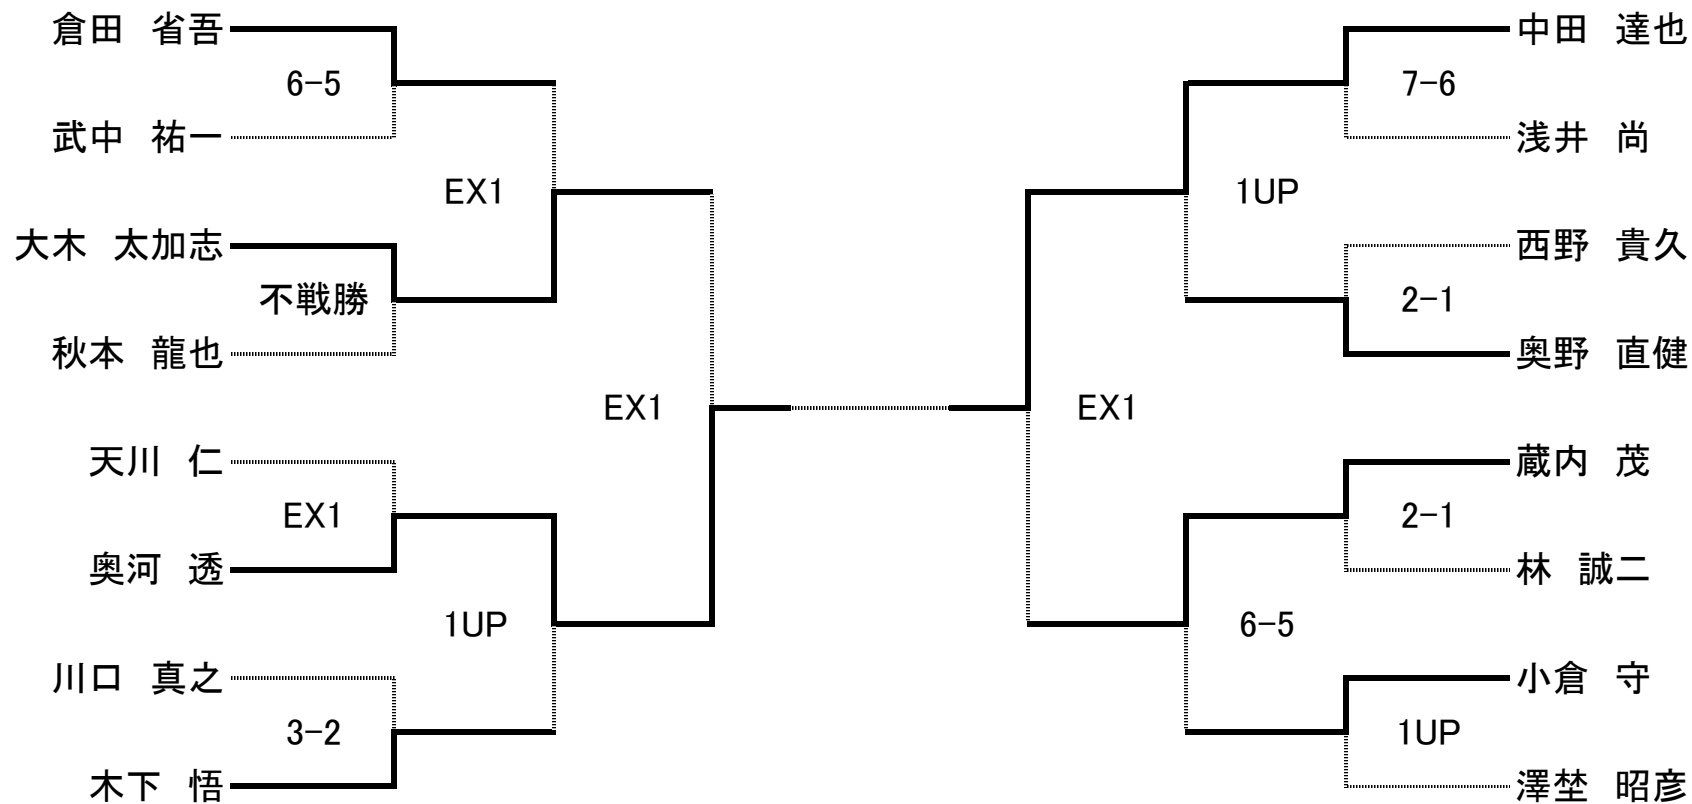 倉田　省吾
6-5
武中　祐一
EX1
大木　太加志
不戦勝
秋本　龍也
EX1
天川　仁
EX1
奥河　透
1UP
川口　真之
3-2
木下　悟
中田　達也
7-6
浅井　尚
1UP
西野　貴久
2-1
奥野　直健
EX1
蔵内　茂
2-1
林　誠二
6-5
小倉　守
1UP
澤埜　昭彦